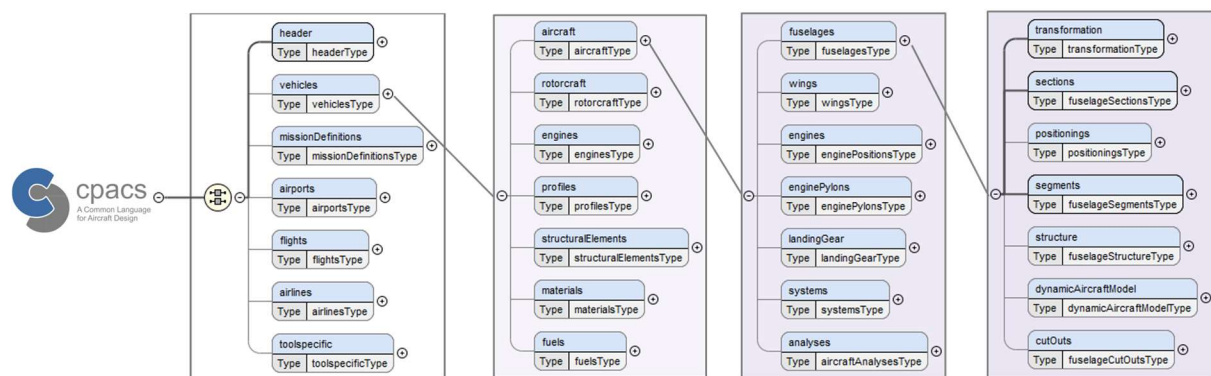 cpacs
A Common Language
for Aircraft Design
header
Type headerType
vehicles
Type vehiclesType
missionDefinitions
Type missionDefinitionsType
airports
Type airportsType
flights
Type flightsType
airlines
Type airlinesType
toolspecific
Type toolspecificType
aircraft
Type aircraftType
rotorcraft
Type rotorcraftType
engines
Type enginesType
profiles
Type profilesType
structuralElements
Type structuralElementsType
materials
Type materialsType
fuels
Type fuelsType
fuselages
Type fuselagesType
wings
Type wingsType
engines
Type enginePositionsType
enginePylons
Type enginePylonsType
landingGear
Type landingGearType
systems
Type systemsType
analyses
Type aircraftAnalysesType
transformation
Type transformationType
sections
Type fuselageSectionsType
positionings
Type positioningsType
segments
Type fuselageSegmentsType
structure
Type fuselageStructureType
dynamicAircraftModel
Type dynamicAircraftModelType
cutOuts
Type fuselageCutOutsType